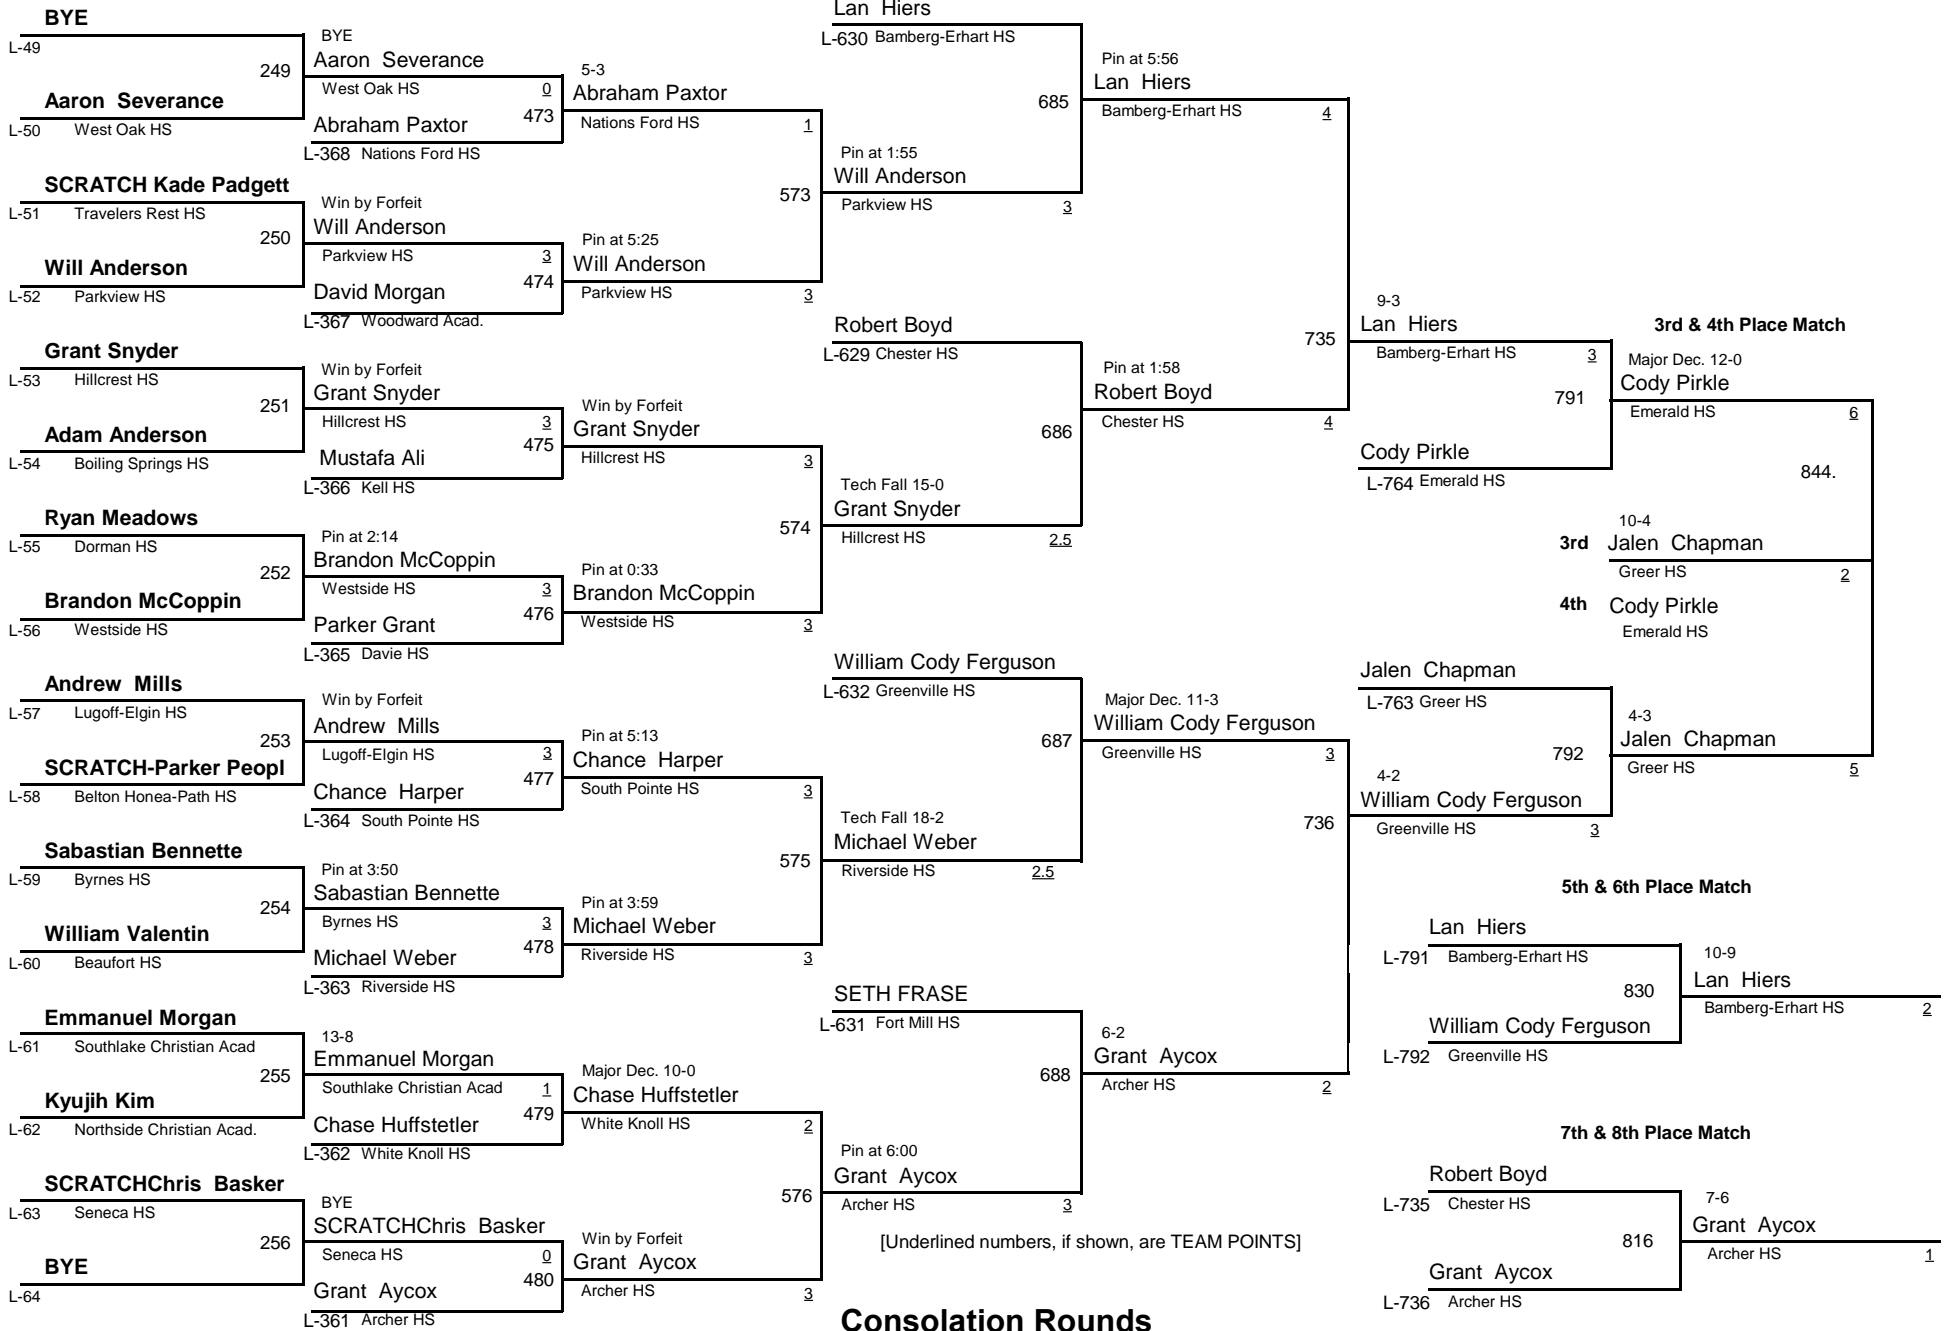 BYE
L-49
249
Aaron Severance
L-50 West Oak HS
SCRATCH Kade Padgett
L-51 Travelers Rest HS
250
Will Anderson
L-52 Parkview HS
Grant Snyder
L-53 Hillcrest HS
251
Adam Anderson
L-54 Boiling Springs HS
Ryan Meadows
L-55 Dorman HS
252
Brandon McCoppin
L-56 Westside HS
Andrew Mills
L-57 Lugoff-Elgin HS
253
SCRATCH-Parker Peopl
L-58 Belton Honea-Path HS
Sabastian Bennette
L-59 Byrnes HS
254
William Valentin
L-60 Beaufort HS
Emmanuel Morgan
L-61 Southlake Christian Acad
255
Kyujih Kim
L-62 Northside Christian Acad.
SCRATCHChris Basker
L-63 Seneca HS
256
BYE
L-64
BYE
Aaron Severance
West Oak HS 0
473
Abraham Paxtor
L-368 Nations Ford HS
Win by Forfeit
Will Anderson
Parkview HS 3
474
David Morgan
L-367 Woodward Acad.
Win by Forfeit
Grant Snyder
Hillcrest HS 3
475
Mustafa Ali
L-366 Kell HS
Pin at 2:14
Brandon McCoppin
Westside HS 3
476
Parker Grant
L-365 Davie HS
Win by Forfeit
Andrew Mills
Lugoff-Elgin HS 3
477
Chance Harper
L-364 South Pointe HS
Pin at 3:50
Sabastian Bennette
Byrnes HS 3
478
Michael Weber
L-363 Riverside HS
13-8
Emmanuel Morgan
Southlake Christian Acad 1
479
Chase Huffstetler
L-362 White Knoll HS
BYE
SCRATCHChris Basker
Seneca HS 0
480
Grant Aycox
L-361 Archer HS
5-3
Abraham Paxtor
Nations Ford HS 1
573
Pin at 5:25
Will Anderson
Parkview HS 3
Win by Forfeit
Grant Snyder
Hillcrest HS 3
574
Pin at 0:33
Brandon McCoppin
Westside HS 3
Pin at 5:13
Chance Harper
South Pointe HS 3
575
Pin at 3:59
Michael Weber
Riverside HS 3
Major Dec. 10-0
Chase Huffstetler
White Knoll HS 2
576
Win by Forfeit
Grant Aycox
Archer HS 3
Lan Hiers
L-630 Bamberg-Erhart HS
685
Pin at 1:55
Will Anderson
Parkview HS 3
Robert Boyd
L-629 Chester HS
686
Tech Fall 15-0
Grant Snyder
Hillcrest HS 2.5
William Cody Ferguson
L-632 Greenville HS
687
Tech Fall 18-2
Michael Weber
Riverside HS 2.5
SETH FRASE
L-631 Fort Mill HS
688
Pin at 6:00
Grant Aycox
Archer HS 3
[Underlined numbers, if shown, are TEAM POINTS]
Consolation Rounds
Pin at 5:56
Lan Hiers
Bamberg-Erhart HS 4
735
Pin at 1:58
Robert Boyd
Chester HS 4
Major Dec. 11-3
William Cody Ferguson
Greenville HS 3
736
6-2
Grant Aycox
Archer HS 2
9-3
Lan Hiers
Bamberg-Erhart HS 3
791
Cody Pirkle
L-764 Emerald HS
Jalen Chapman
L-763 Greer HS
792
4-2
William Cody Ferguson
Greenville HS 3
3rd & 4th Place Match
Major Dec. 12-0
Cody Pirkle
Emerald HS 6
844.
10-4
3rd Jalen Chapman
Greer HS 2
4th Cody Pirkle
Emerald HS
4-3
Jalen Chapman
Greer HS 5
5th & 6th Place Match
Lan Hiers
L-791 Bamberg-Erhart HS
830
William Cody Ferguson
L-792 Greenville HS
10-9
Lan Hiers
Bamberg-Erhart HS 2
7th & 8th Place Match
Robert Boyd
L-735 Chester HS
816
Grant Aycox
L-736 Archer HS
7-6
Grant Aycox
Archer HS 1